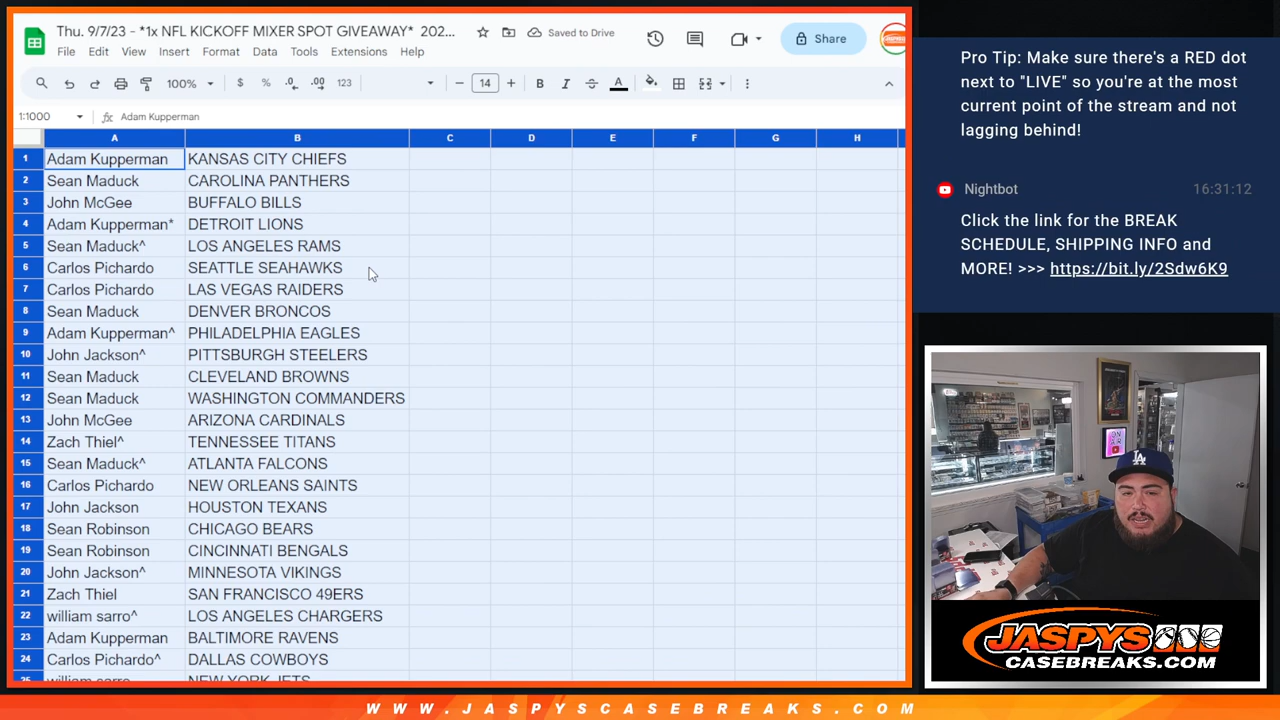 Thu. 9/7/23 - *1x NFL KICKOFF MIXER SPOT GIVEAWAY* 202...
Saved to Drive
Share
JASPYS
File Edit View Insert Format Data Tools Extensions Help
100% $ % .0 .00 123 14 B I S A
1:1000 fx Adam Kupperman
A B C D E F G H
1 Adam Kupperman KANSAS CITY CHIEFS
2 Sean Maduck CAROLINA PANTHERS
3 John McGee BUFFALO BILLS
4 Adam Kupperman* DETROIT LIONS
5 Sean Maduck^ LOS ANGELES RAMS
6 Carlos Pichardo SEATTLE SEAHAWKS
7 Carlos Pichardo LAS VEGAS RAIDERS
8 Sean Maduck DENVER BRONCOS
9 Adam Kupperman^ PHILADELPHIA EAGLES
10 John Jackson^ PITTSBURGH STEELERS
11 Sean Maduck CLEVELAND BROWNS
12 Sean Maduck WASHINGTON COMMANDERS
13 John McGee ARIZONA CARDINALS
14 Zach Thiel^ TENNESSEE TITANS
15 Sean Maduck^ ATLANTA FALCONS
16 Carlos Pichardo NEW ORLEANS SAINTS
17 John Jackson HOUSTON TEXANS
18 Sean Robinson CHICAGO BEARS
19 Sean Robinson CINCINNATI BENGALS
20 John Jackson^ MINNESOTA VIKINGS
21 Zach Thiel SAN FRANCISCO 49ERS
22 william sarro^ LOS ANGELES CHARGERS
23 Adam Kupperman BALTIMORE RAVENS
24 Carlos Pichardo^ DALLAS COWBOYS
25 william sarro NEW YORK JETS
Pro Tip: Make sure there's a RED dot
next to "LIVE" so you're at the most
current point of the stream and not
lagging behind!
Nightbot 16:31:12
Click the link for the BREAK
SCHEDULE, SHIPPING INFO and
MORE! >>> https://bit.ly/2Sdw6K9
ON
AIR
LA
JASPYS
CASEBREAKS.COM
WWW.JASPYSCASEBREAKS.COM